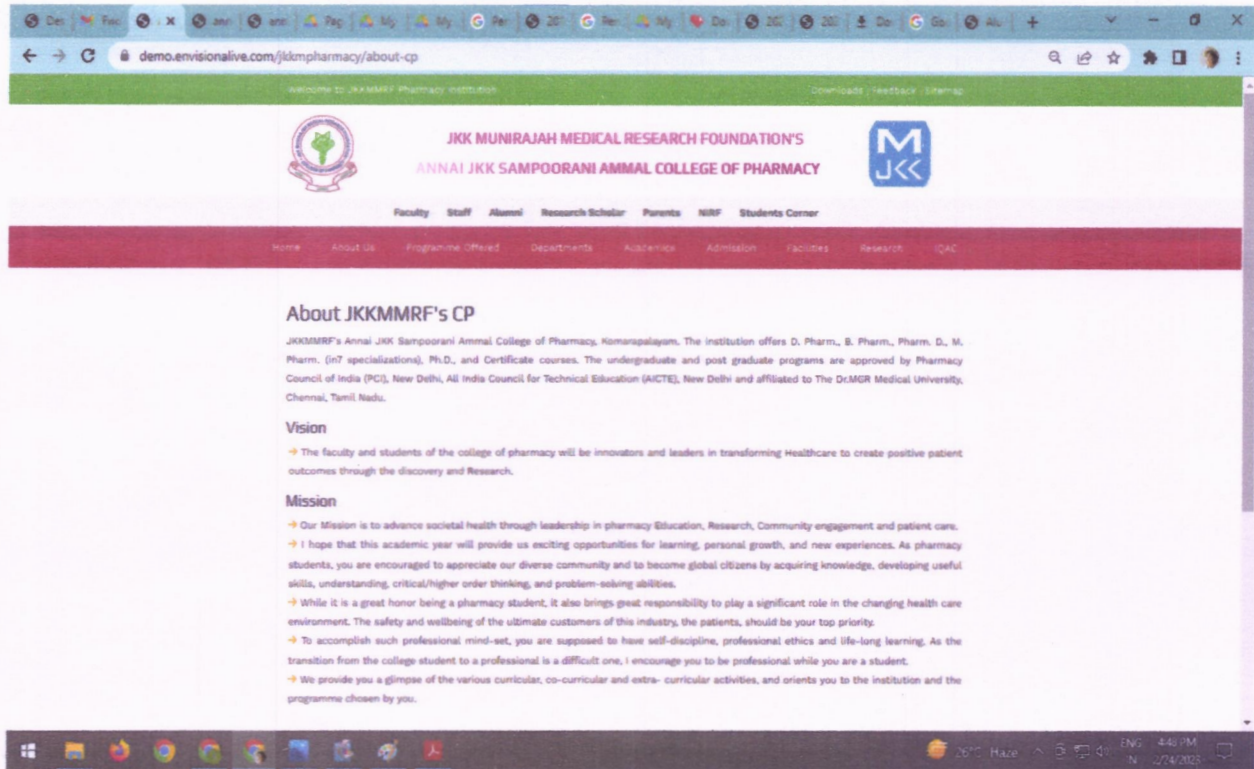 demo.envisionalive.com/jkkmpharmacy/about-cp
Welcome to JKKMMRF Pharmacy Institution
Downloads | Feedback | Sitemap
JKK MUNIRAJAH MEDICAL RESEARCH FOUNDATION'S
ANNAI JKK SAMPOORANI AMMAL COLLEGE OF PHARMACY
M
JKK
Faculty Staff Alumni Research Scholar Parents NIRF Students Corner
Home About Us Programme Offered Departments Academics Admission Facilities Research IQAC
About JKKMMRF's CP
JKKMMRF's Annai JKK Sampoorani Ammal College of Pharmacy, Komarapalayam. The institution offers D. Pharm., B. Pharm., Pharm. D., M.
Pharm. (in7 specializations), Ph.D., and Certificate courses. The undergraduate and post graduate programs are approved by Pharmacy
Council of India (PCI), New Delhi, All India Council for Technical Education (AICTE), New Delhi and affiliated to The Dr.MGR Medical University,
Chennai, Tamil Nadu.
Vision
→ The faculty and students of the college of pharmacy will be innovators and leaders in transforming Healthcare to create positive patient
outcomes through the discovery and Research.
Mission
→ Our Mission is to advance societal health through leadership in pharmacy Education, Research, Community engagement and patient care.
→ I hope that this academic year will provide us exciting opportunities for learning, personal growth, and new experiences. As pharmacy
students, you are encouraged to appreciate our diverse community and to become global citizens by acquiring knowledge, developing useful
skills, understanding, critical/higher order thinking, and problem-solving abilities.
→ While it is a great honor being a pharmacy student, it also brings great responsibility to play a significant role in the changing health care
environment. The safety and wellbeing of the ultimate customers of this industry, the patients, should be your top priority.
→ To accomplish such professional mind-set, you are supposed to have self-discipline, professional ethics and life-long learning. As the
transition from the college student to a professional is a difficult one, I encourage you to be professional while you are a student.
→ We provide you a glimpse of the various curricular, co-curricular and extra- curricular activities, and orients you to the institution and the
programme chosen by you.
26°C Haze
ENG 4:48 PM
IN 2/24/2023